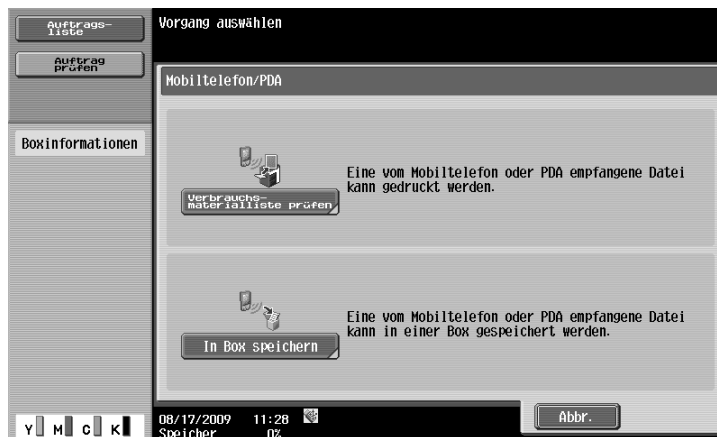 Auftrags-
liste
Auftrag
prüfen
Boxinformationen
Y M C K
Vorgang auswählen
Mobiltelefon/PDA
Verbrauchs-
materialliste prüfen
Eine vom Mobiltelefon oder PDA empfangene Datei
kann gedruckt werden.
In Box speichern
Eine vom Mobiltelefon oder PDA empfangene Datei
kann in einer Box gespeichert werden.
08/17/2009 11:28
Speicher 0%
Abbr.